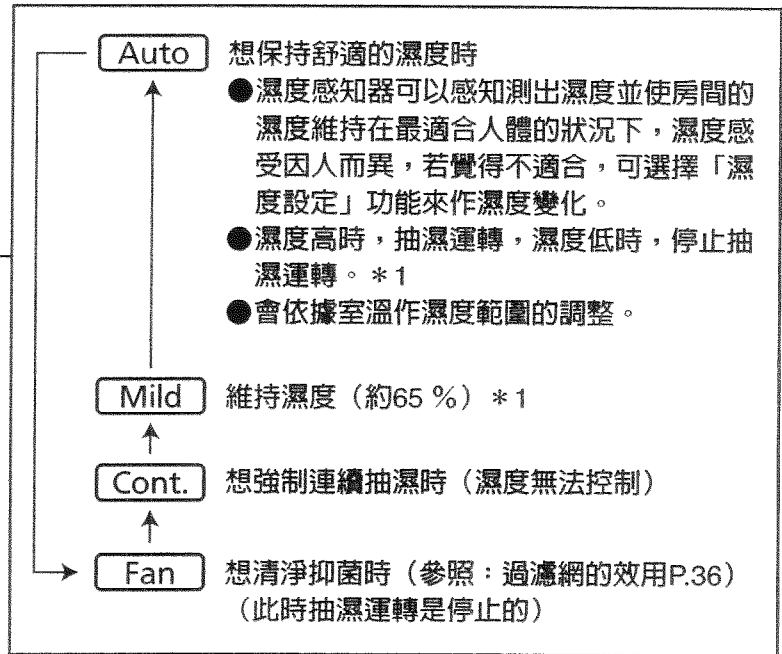 Auto 想保持舒適的濕度時
●濕度感知器可以感知測出濕度並使房間的
濕度維持在最適合人體的狀況下，濕度感
受因人而異，若覺得不適合，可選擇「濕
度設定」功能來作濕度變化。
●濕度高時，抽濕運轉，濕度低時，停止抽
濕運轉。＊1
●會依據室溫作濕度範圍的調整。
Mild 維持濕度（約65 %）＊1
Cont. 想強制連續抽濕時（濕度無法控制）
Fan 想清淨抑菌時（參照：過濾網的效用P.36）
（此時抽濕運轉是停止的）